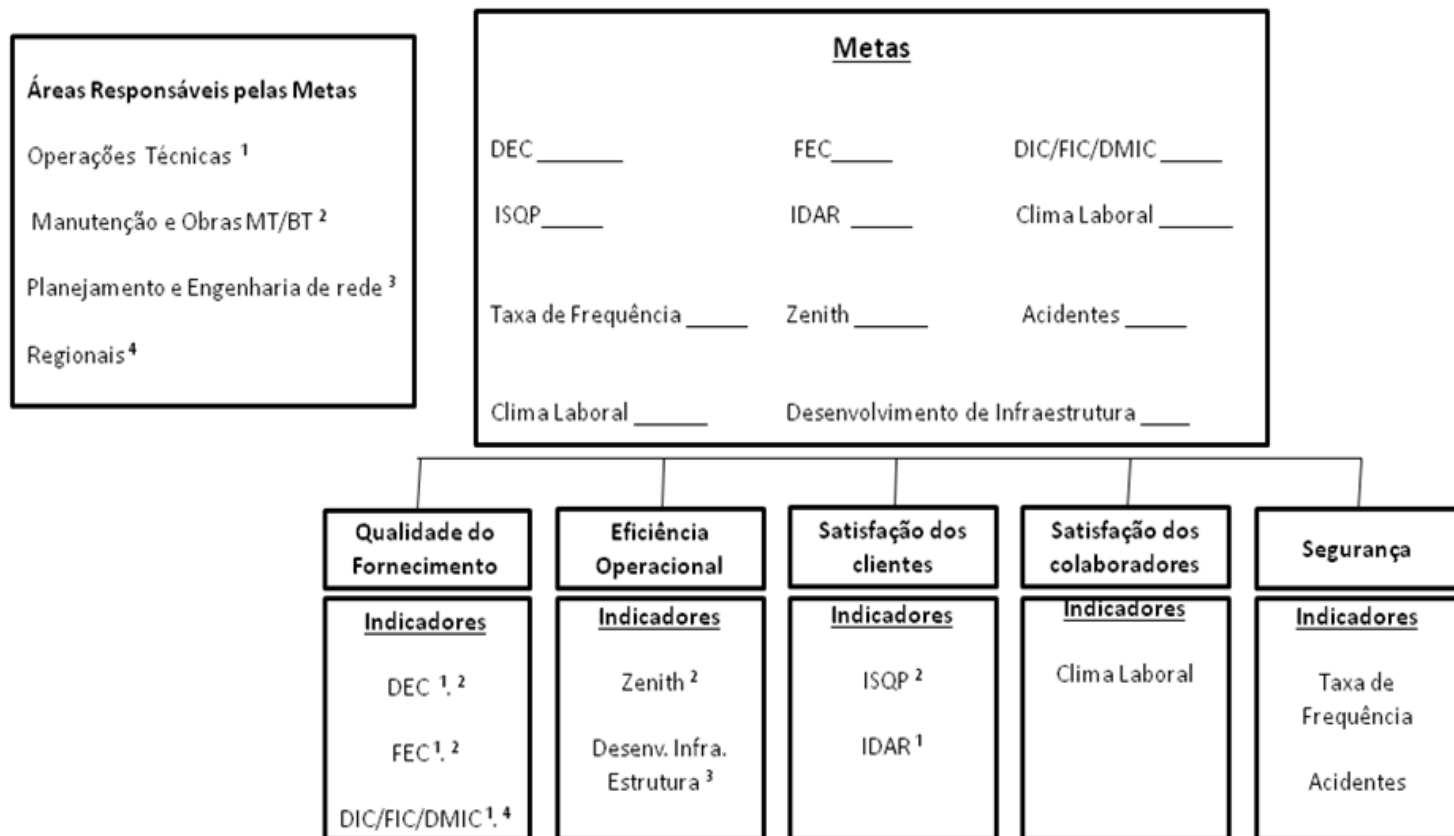 Áreas Responsáveis pelas Metas
Operações Técnicas ¹
Manutenção e Obras MT/BT ²
Planejamento e Engenharia de rede ³
Regionais ⁴
Metas
DEC _______ FEC_____ DIC/FIC/DMIC _____
ISQP_____ IDAR _____ Clima Laboral ______
Taxa de Frequência _____ Zenith ______ Acidentes _____
Clima Laboral ______ Desenvolvimento de Infraestrutura ____
Qualidade do
Fornecimento
Indicadores
DEC ¹. ²
FEC ¹. ²
DIC/FIC/DMIC ¹. ⁴
Eficiência
Operacional
Indicadores
Zenith ²
Desenv. Infra.
Estrutura ³
Satisfação dos
clientes
Indicadores
ISQP ²
IDAR ¹
Satisfação dos
colaboradores
Indicadores
Clima Laboral
Segurança
Indicadores
Taxa de
Frequência
Acidentes